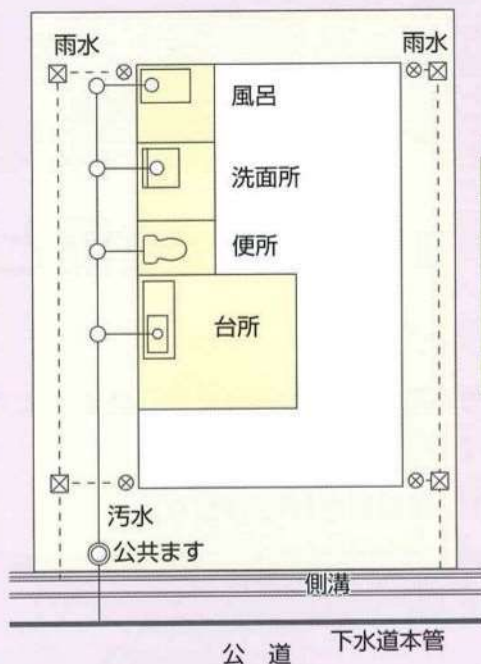 雨水
雨水
風呂
洗面所
便所
台所
汚水
公共ます
側溝
下水道本管
公道